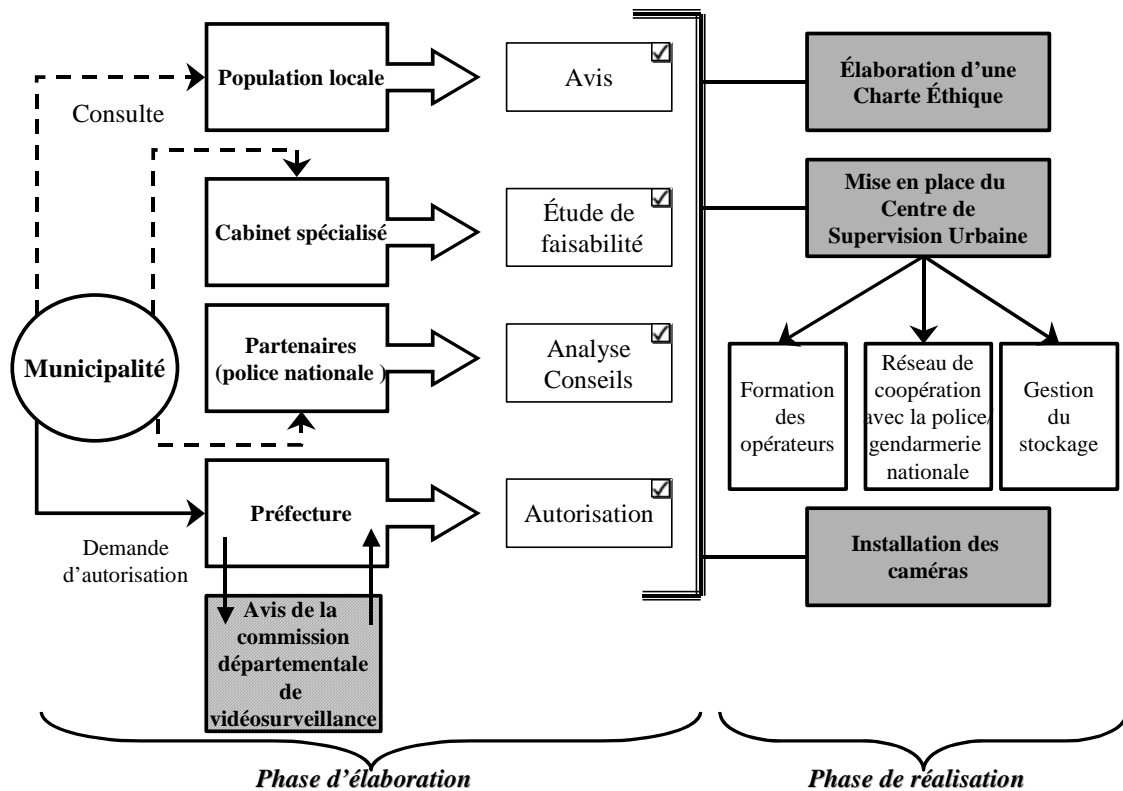 Population locale
Avis
Consulte
Cabinet spécialisé
Étude de
faisabilité
Municipalité
Partenaires
(police nationale )
Analyse
Conseils
Préfecture
Autorisation
Demande
d'autorisation
Avis de la
commission
départementale
de
vidéosurveillance
Phase d'élaboration
Élaboration d'une
Charte Éthique
Mise en place du
Centre de
Supervision Urbaine
Formation
des
opérateurs
Réseau de
coopération
avec la police/
gendarmerie
nationale
Gestion
du
stockage
Installation des
caméras
Phase de réalisation